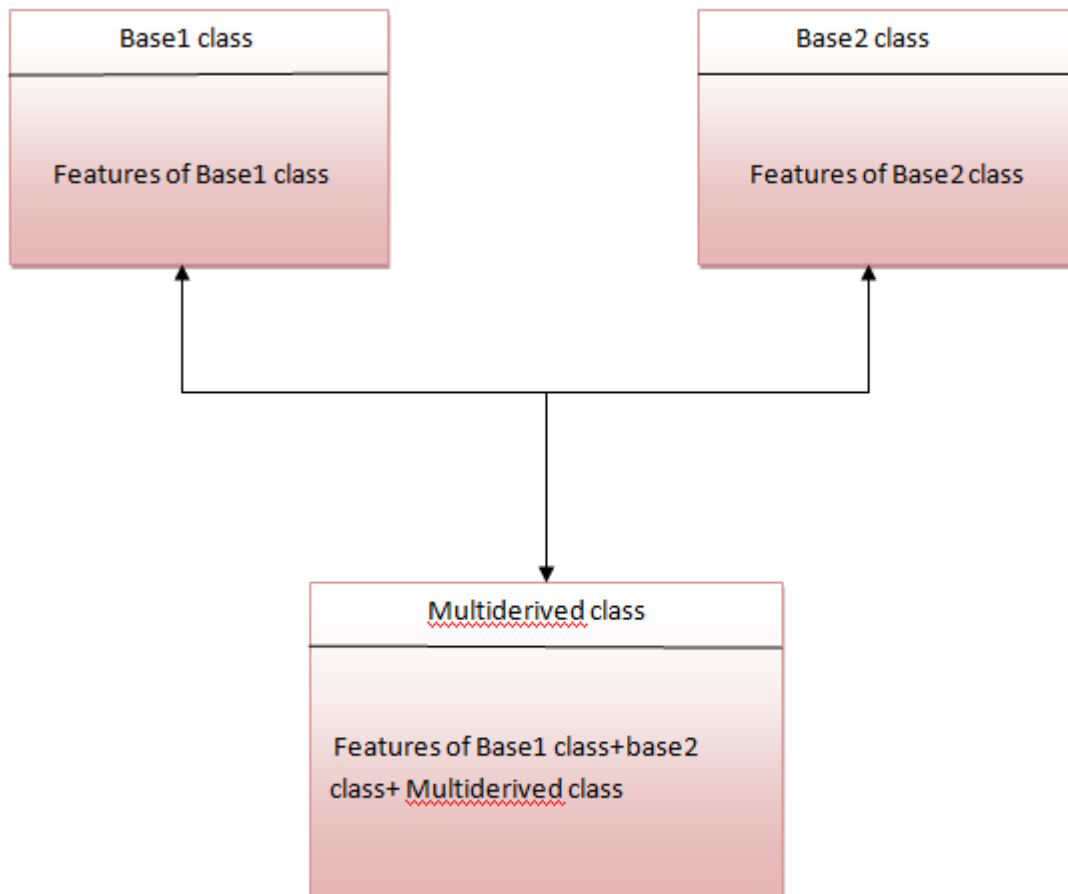 Base1 class
Base2 class
Features of Base1 class
Features of Base2 class
Multiderived class
Features of Base1 class+base2
class+ Multiderived class